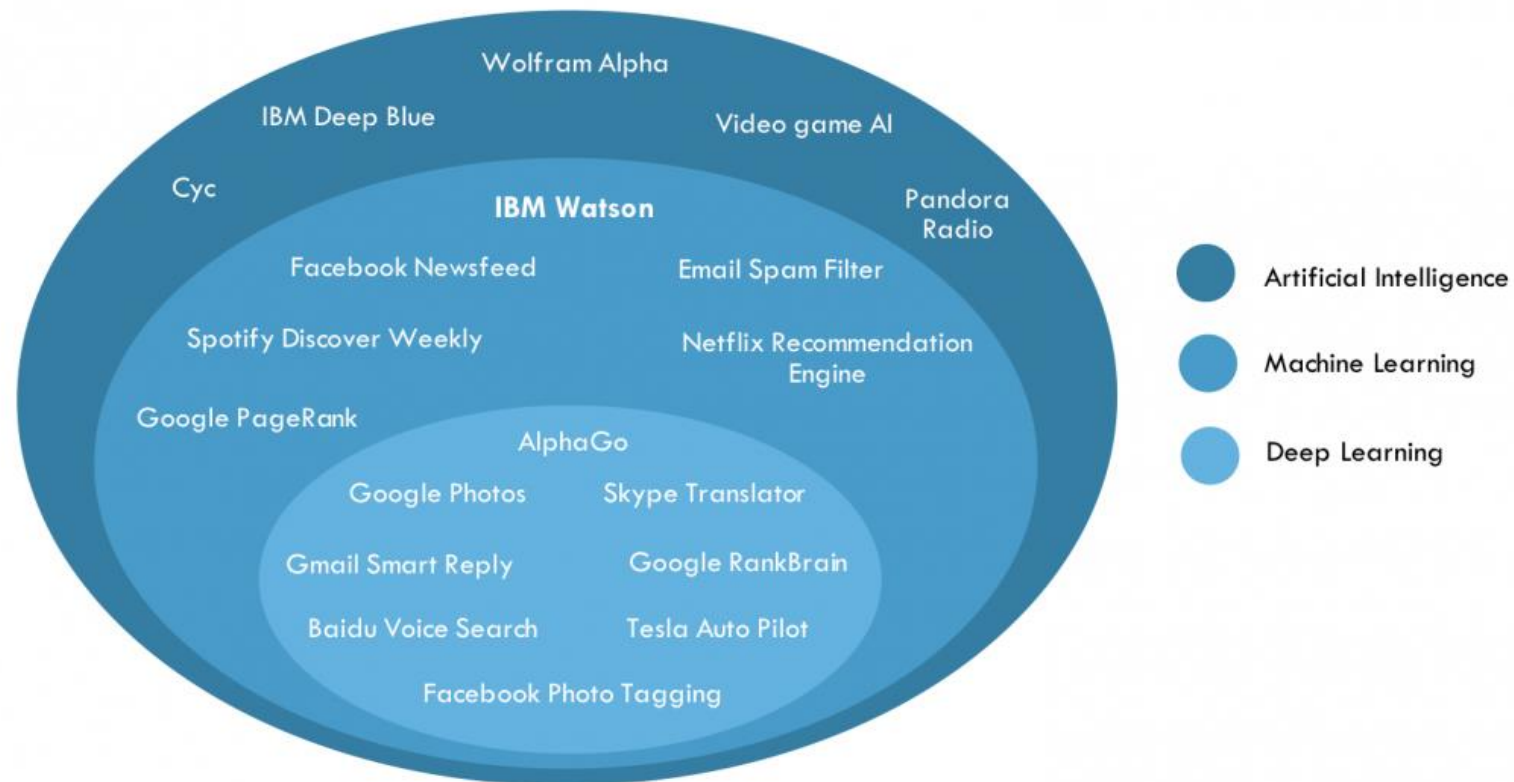 Wolfram Alpha
IBM Deep Blue
Video game AI
Cyc
Pandora
Radio
IBM Watson
Facebook Newsfeed
Email Spam Filter
Spotify Discover Weekly
Netflix Recommendation
Engine
Google PageRank
AlphaGo
Google Photos
Skype Translator
Gmail Smart Reply
Google RankBrain
Baidu Voice Search
Tesla Auto Pilot
Facebook Photo Tagging
Artificial Intelligence
Machine Learning
Deep Learning